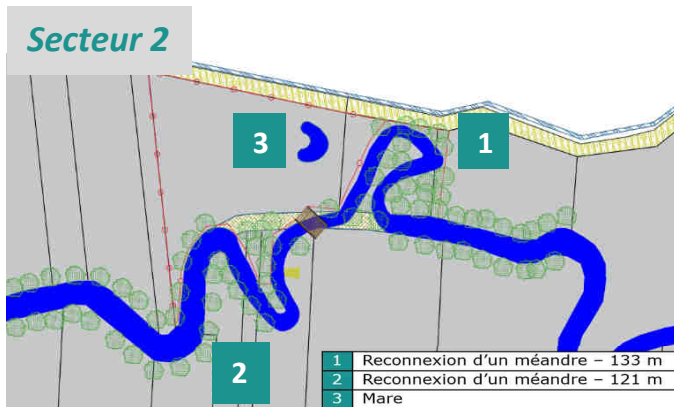 Secteur 2
3
1
2
1 Reconnexion d'un méandre – 133 m
2 Reconnexion d'un méandre – 121 m
3 Mare